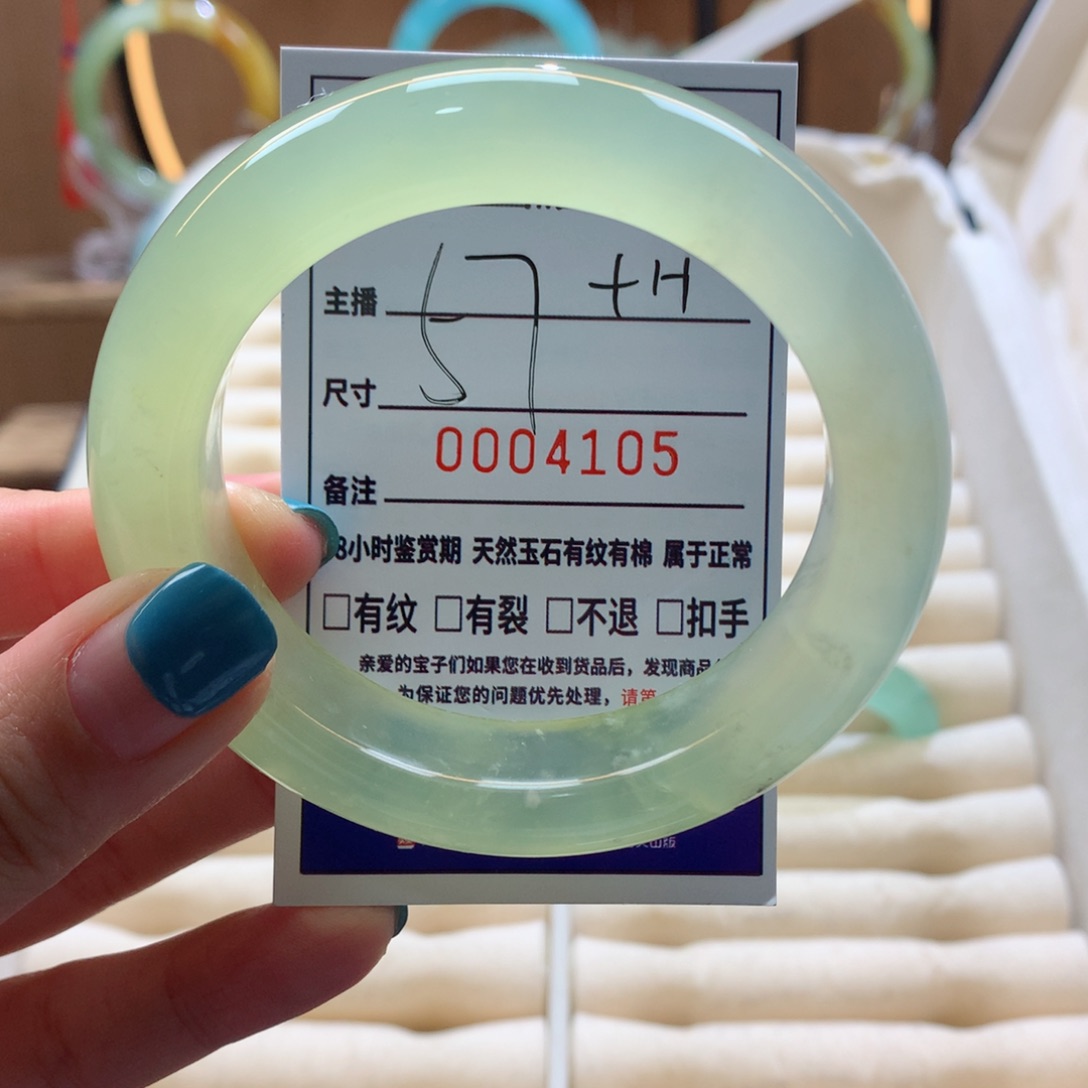 57 +H
主播
尺寸
0004105
备注
8小时鉴赏期 天然玉石有纹有棉 属于正常
□有纹 □有裂 □不退 □扣手
亲爱的宝子们如果您在收到货品后，发现商品
为保证您的问题优先处理，请第